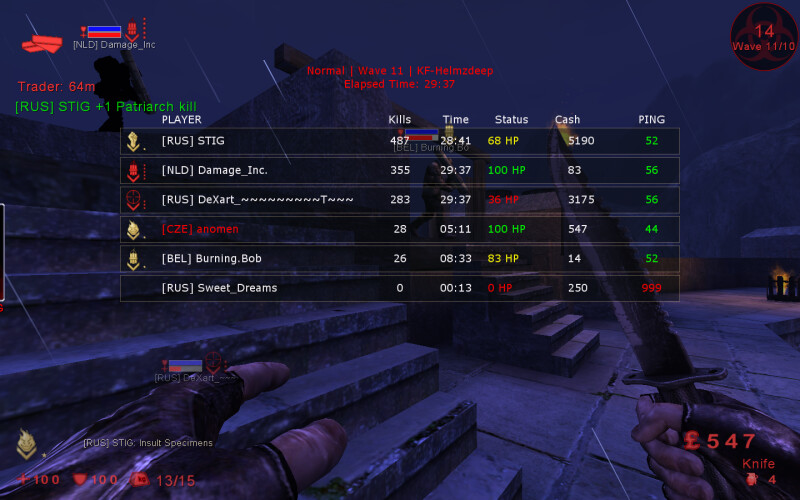 14
Wave 11/10
[NLD] Damage_Inc
Normal | Wave 11 | KF-Helmzdeep
Elapsed Time: 29:37
Trader: 64m
[RUS] STIG +1 Patriarch kill
PLAYER Kills Time Status Cash PING
[RUS] STIG 487 28:41 68 HP 5190 52
[BEL] Burning.Bo
[NLD] Damage_Inc. 355 29:37 100 HP 83 56
[RUS] DeXart_~~~~~~~~~T~~~ 283 29:37 36 HP 3175 56
[CZE] anomen 28 05:11 100 HP 547 44
[BEL] Burning.Bob 26 08:33 83 HP 14 52
[RUS] Sweet_Dreams 0 00:13 0 HP 250 999
[RUS] DeXart_~~
[RUS] STIG: Insult Specimens
£547
Knife
100 100 13/15 4